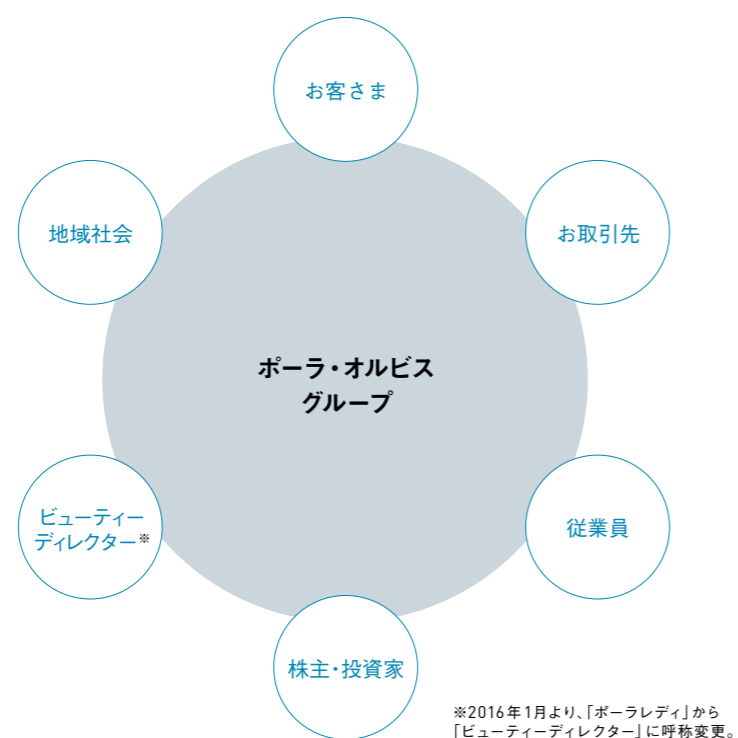 お客さま
地域社会
お取引先
ポーラ・オルビス
グループ
ビューティー
ディレクター※
従業員
株主・投資家
※2016年1月より、「ポーラレディ」から
「ビューティーディレクター」に呼称変更。